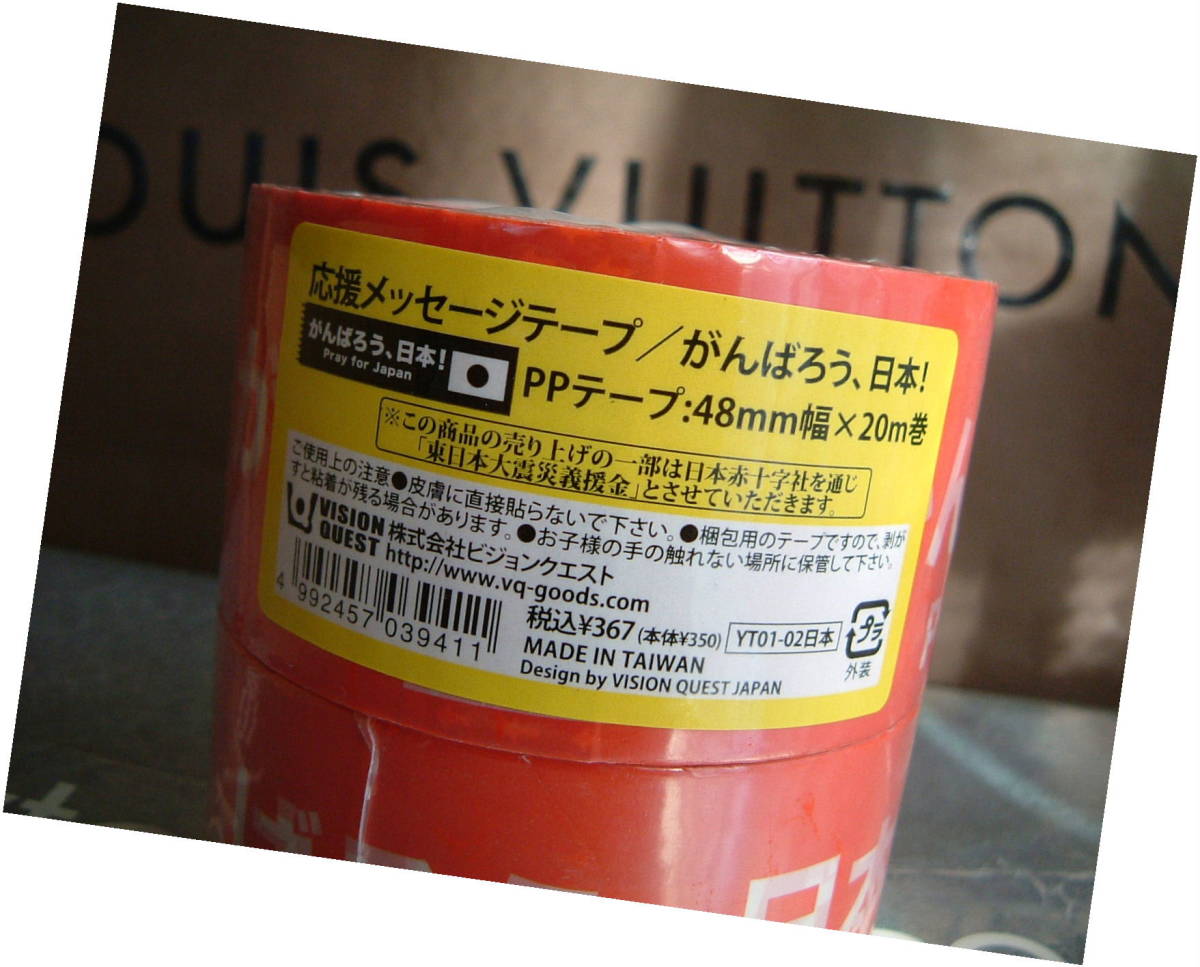 OUIS VUITTON
応援メッセージテープ／がんばろう、日本!
がんばろう、日本!
Pray for Japan
PPテープ:48mm幅×20m巻
※この商品の売り上げの一部は日本赤十字社を通じ
「東日本大震災義援金」とさせていただきます。
ご使用上の注意●皮膚に直接貼らないで下さい。●梱包用のテープですので、剥が
すと粘着が残る場合があります。●お子様の手の触れない場所に保管して下さい。
VISION
QUEST
株式会社ビジョンクエスト
http://www.vq-goods.com
4 992457 039411
税込¥367 (本体¥350)
YT01-02日本
プラ
外装
MADE IN TAIWAN
Design by VISION QUEST JAPAN